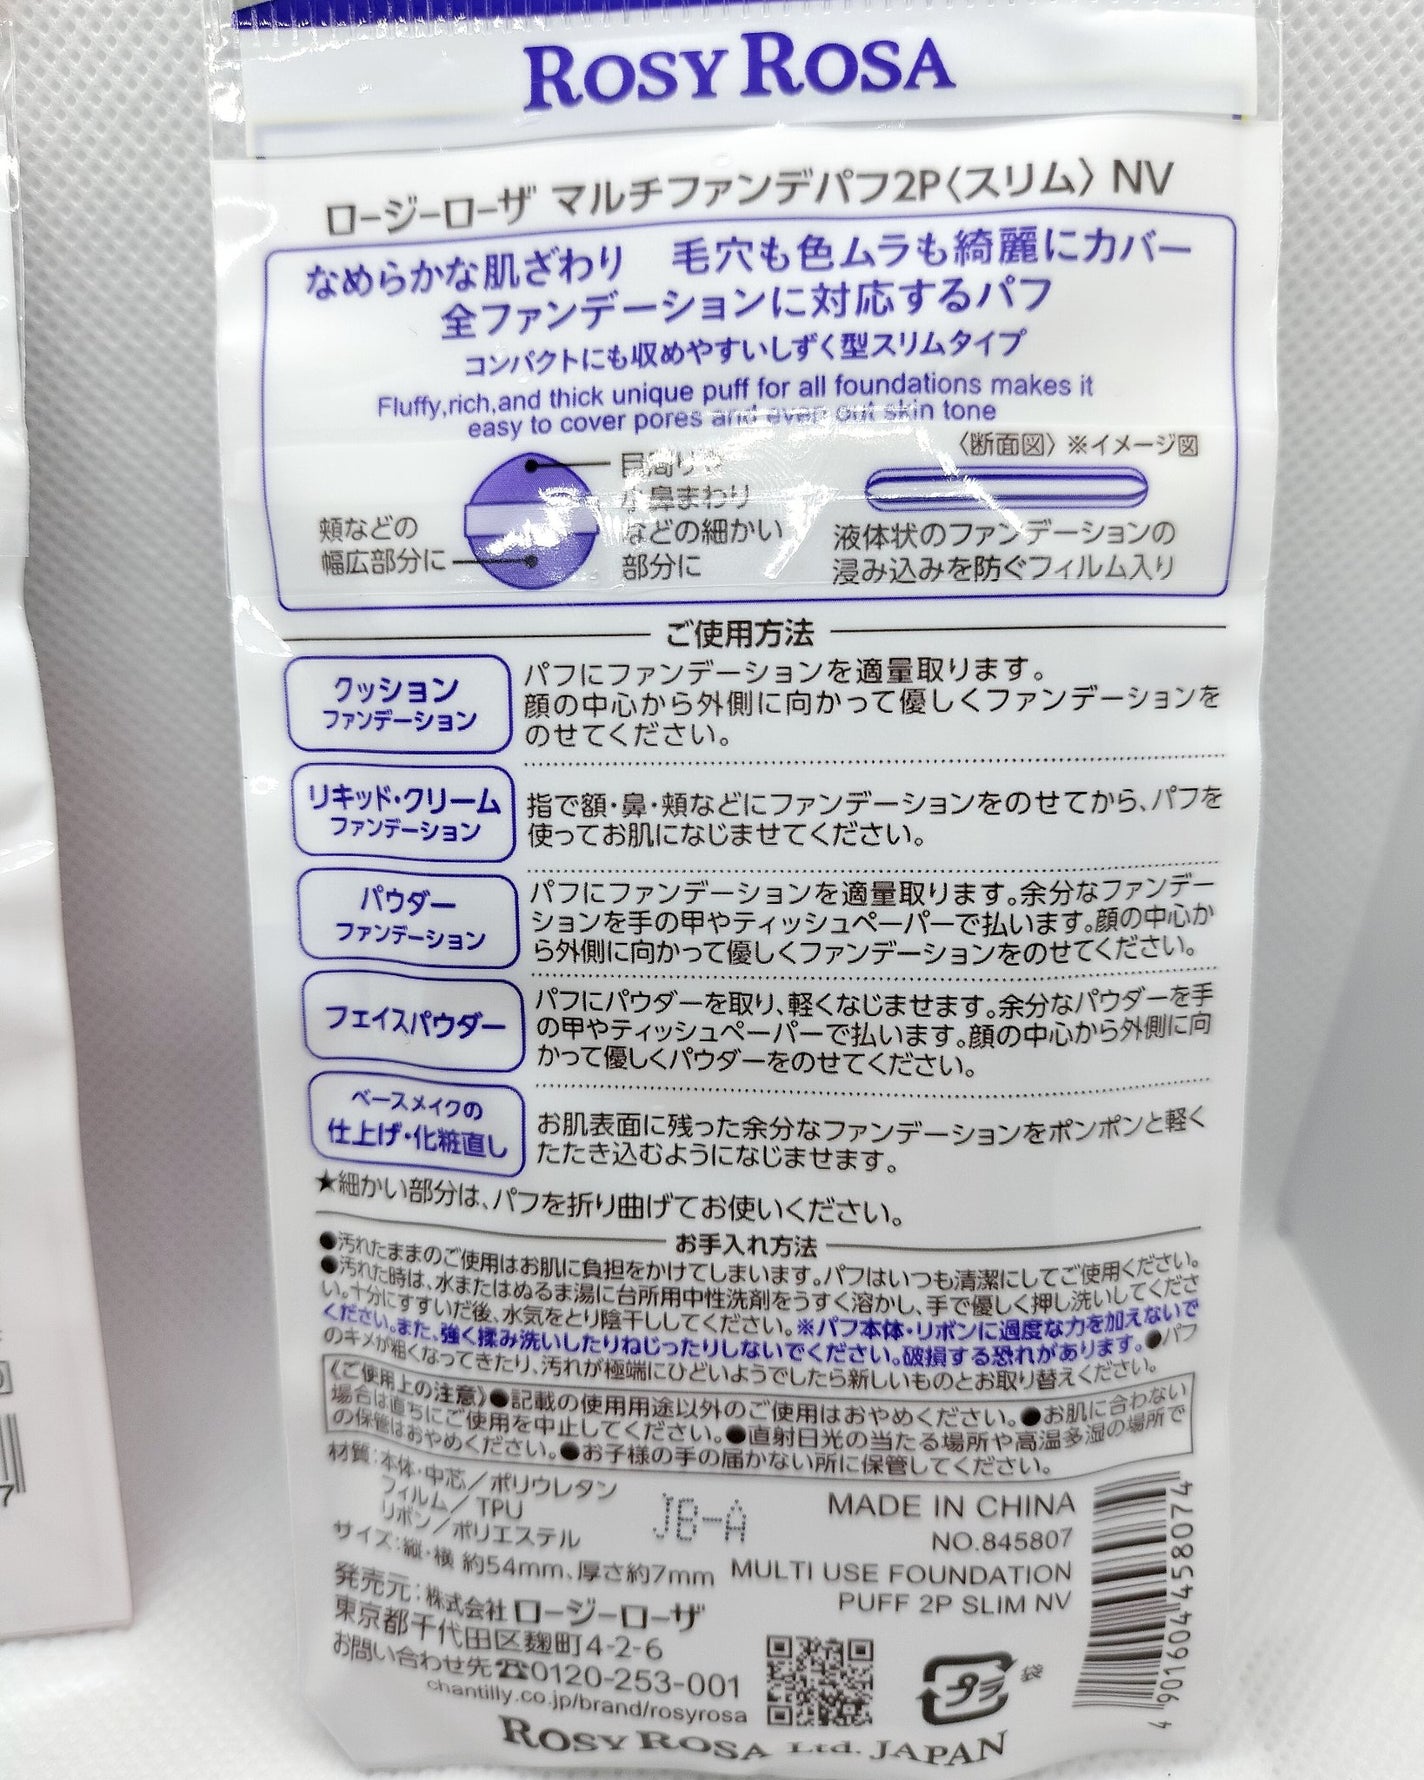 ROSY ROSA
ロージーローザ マルチファンデパフ2P〈スリム〉 NV
なめらかな肌ざわり 毛穴も色ムラも綺麗にカバー
全ファンデーションに対応するパフ
コンパクトにも収めやすいしずく型スリムタイプ
Fluffy,rich,and thick unique puff for all foundations makes it
easy to cover pores and even out skin tone
目周りや
小鼻まわり
などの細かい
部分に
頬などの
幅広部分に
〈断面図〉※イメージ図
液体状のファンデーションの
浸み込みを防ぐフィルム入り
ご使用方法
クッション
ファンデーション
パフにファンデーションを適量取ります。
顔の中心から外側に向かって優しくファンデーションを
のせてください。
リキッド・クリーム
ファンデーション
指で額・鼻・頬などにファンデーションをのせてから、パフを
使ってお肌になじませてください。
パウダー
ファンデーション
パフにファンデーションを適量取ります。余分なファンデー
ションを手の甲やティッシュペーパーで払います。顔の中心か
ら外側に向かって優しくファンデーションをのせてください。
フェイスパウダー
パフにパウダーを取り、軽くなじませます。余分なパウダーを手
の甲やティッシュペーパーで払います。顔の中心から外側に向
かって優しくパウダーをのせてください。
ベースメイクの
仕上げ・化粧直し
お肌表面に残った余分なファンデーションをポンポンと軽く
たたき込むようになじませます。
★細かい部分は、パフを折り曲げてお使いください。
お手入れ方法
●汚れたままのご使用はお肌に負担をかけてしまいます。パフはいつも清潔にしてご使用ください。
●汚れた時は、水またはぬるま湯に台所用中性洗剤をうすく溶かし、手で優しく押し洗いしてくださ
い。十分にすすいだ後、水気をとり陰干ししてください。※パフ本体・リボンに過度な力を加えないで
ください。また、強く揉み洗いしたりねじったりしないでください。破損する恐れがあります。●パフ
のキメが粗くなってきたり、汚れが極端にひどいようでしたら新しいものとお取り替えください。
《ご使用上の注意》●記載の使用用途以外のご使用はおやめください。●お肌に合わない
場合は直ちにご使用を中止してください。●直射日光の当たる場所や高温多湿の場所で
の保管はおやめください。●お子様の手の届かない所に保管してください。
材質：本体・中芯／ポリウレタン
フィルム／TPU
リボン／ポリエステル
サイズ：縦・横 約54mm、厚さ約7mm
JB-A
MADE IN CHINA
NO.845807
MULTI USE FOUNDATION
PUFF 2P SLIM NV
発売元：株式会社ロージーローザ
東京都千代田区麹町4-2-6
お問い合わせ先☎0120-253-001
chantilly.co.jp/brand/rosyrosa
プラ
袋
4 901604 458074
ROSY ROSA Ltd. JAPAN
7